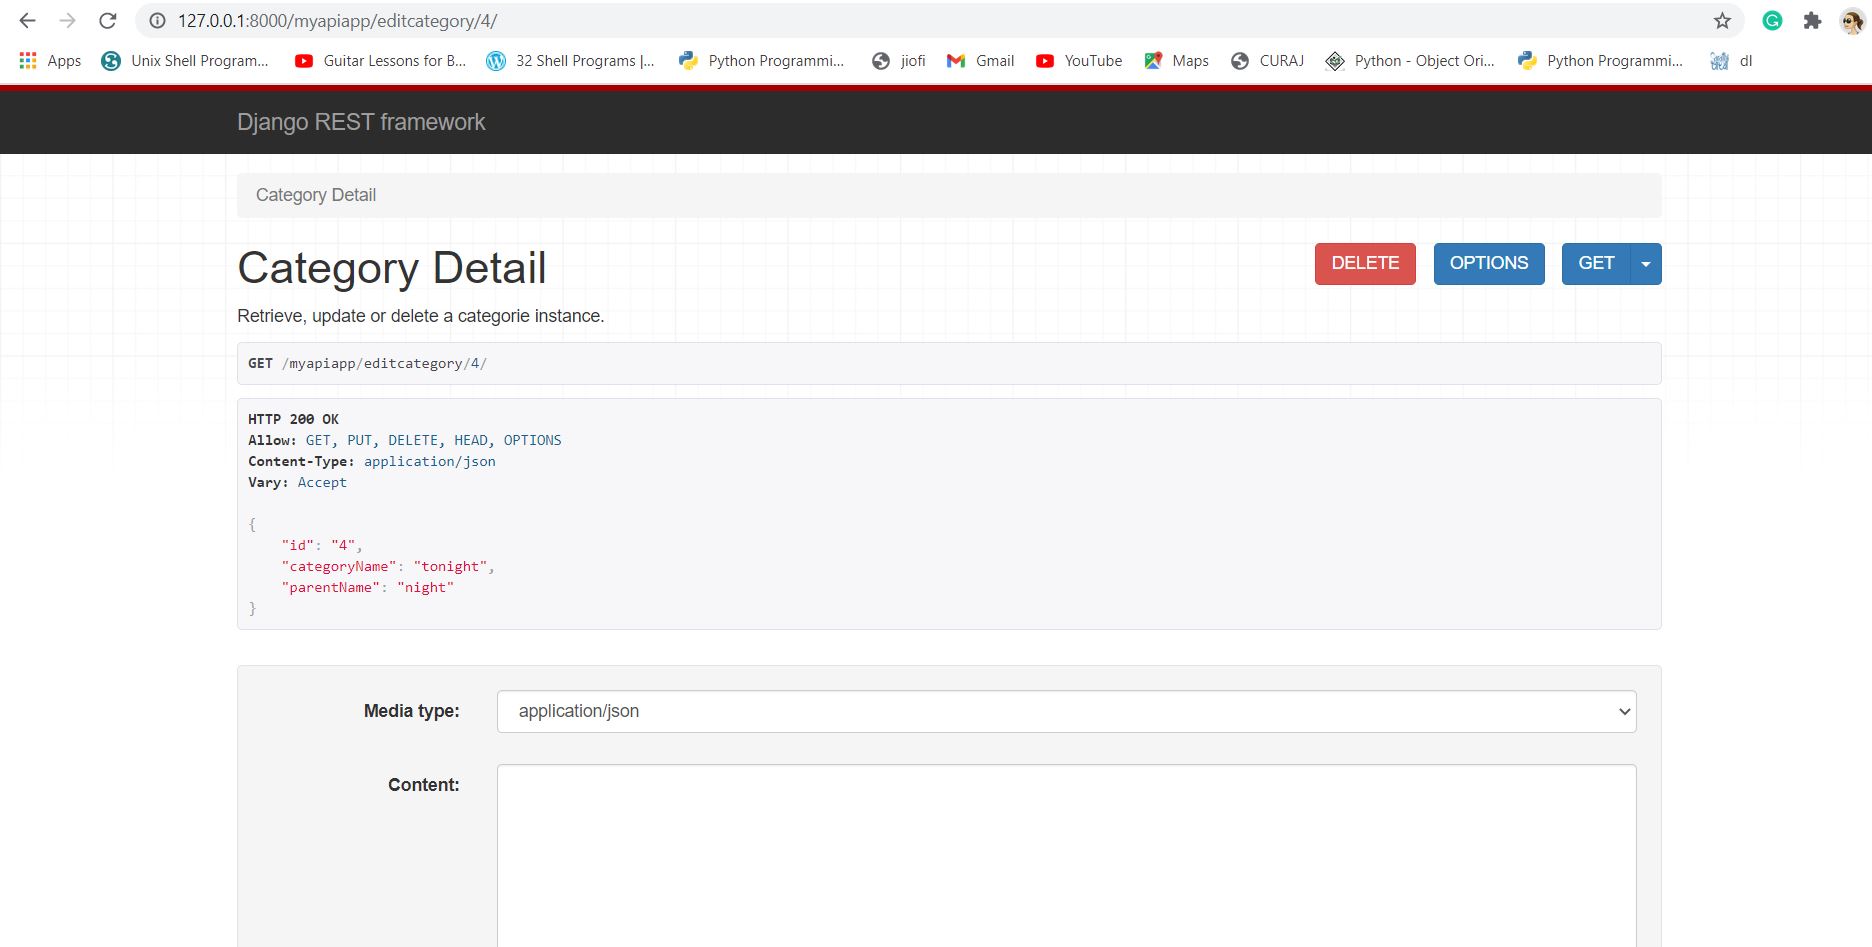 127.0.0.1:8000/myapiapp/editcategory/4/
Apps Unix Shell Program... Guitar Lessons for B... 32 Shell Programs |... Python Programmi... jiofi Gmail YouTube Maps CURAJ Python - Object Ori... Python Programmi... dl
Django REST framework
Category Detail
Category Detail DELETE OPTIONS GET
Retrieve, update or delete a categorie instance.
GET /myapiapp/editcategory/4/
HTTP 200 OK
Allow: GET, PUT, DELETE, HEAD, OPTIONS
Content-Type: application/json
Vary: Accept
{
"id": "4",
"categoryName": "tonight",
"parentName": "night"
}
Media type: application/json
Content: